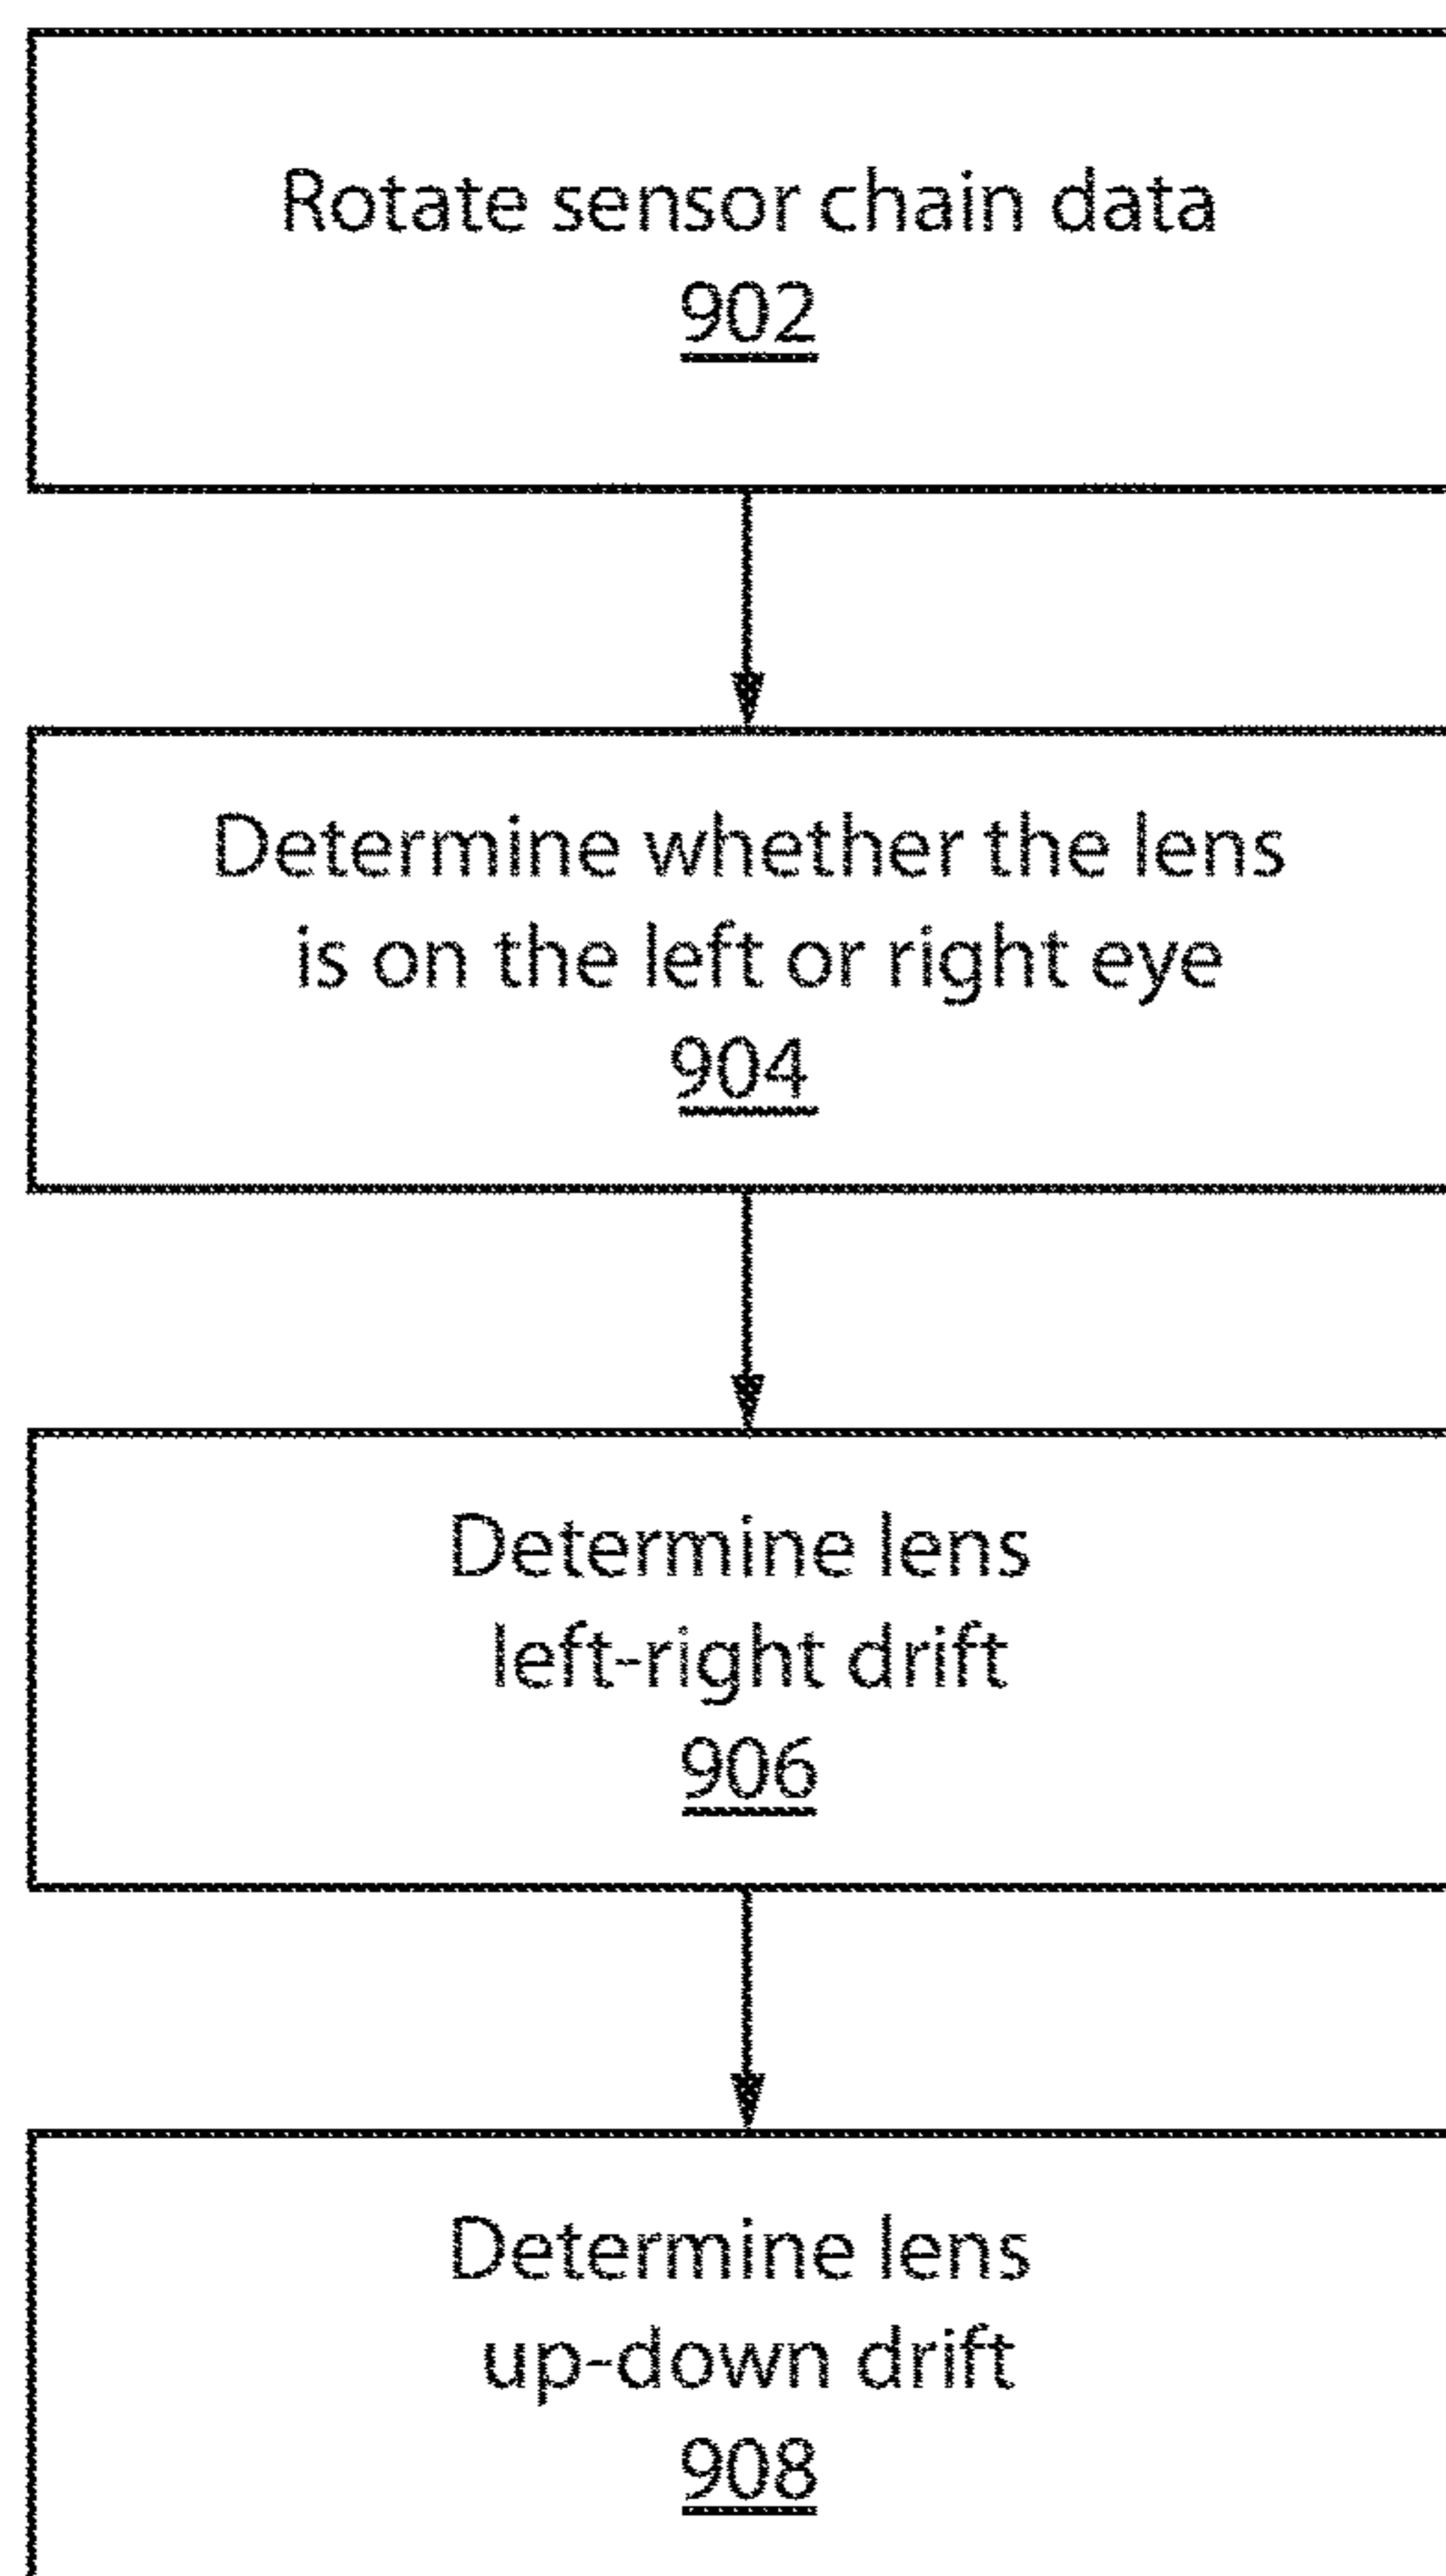 Rotate sensor chain data
902
Determine whether the lens
is on the left or right eye
904
Determine lens
left-right drift
906
Determine lens
up-down drift
908